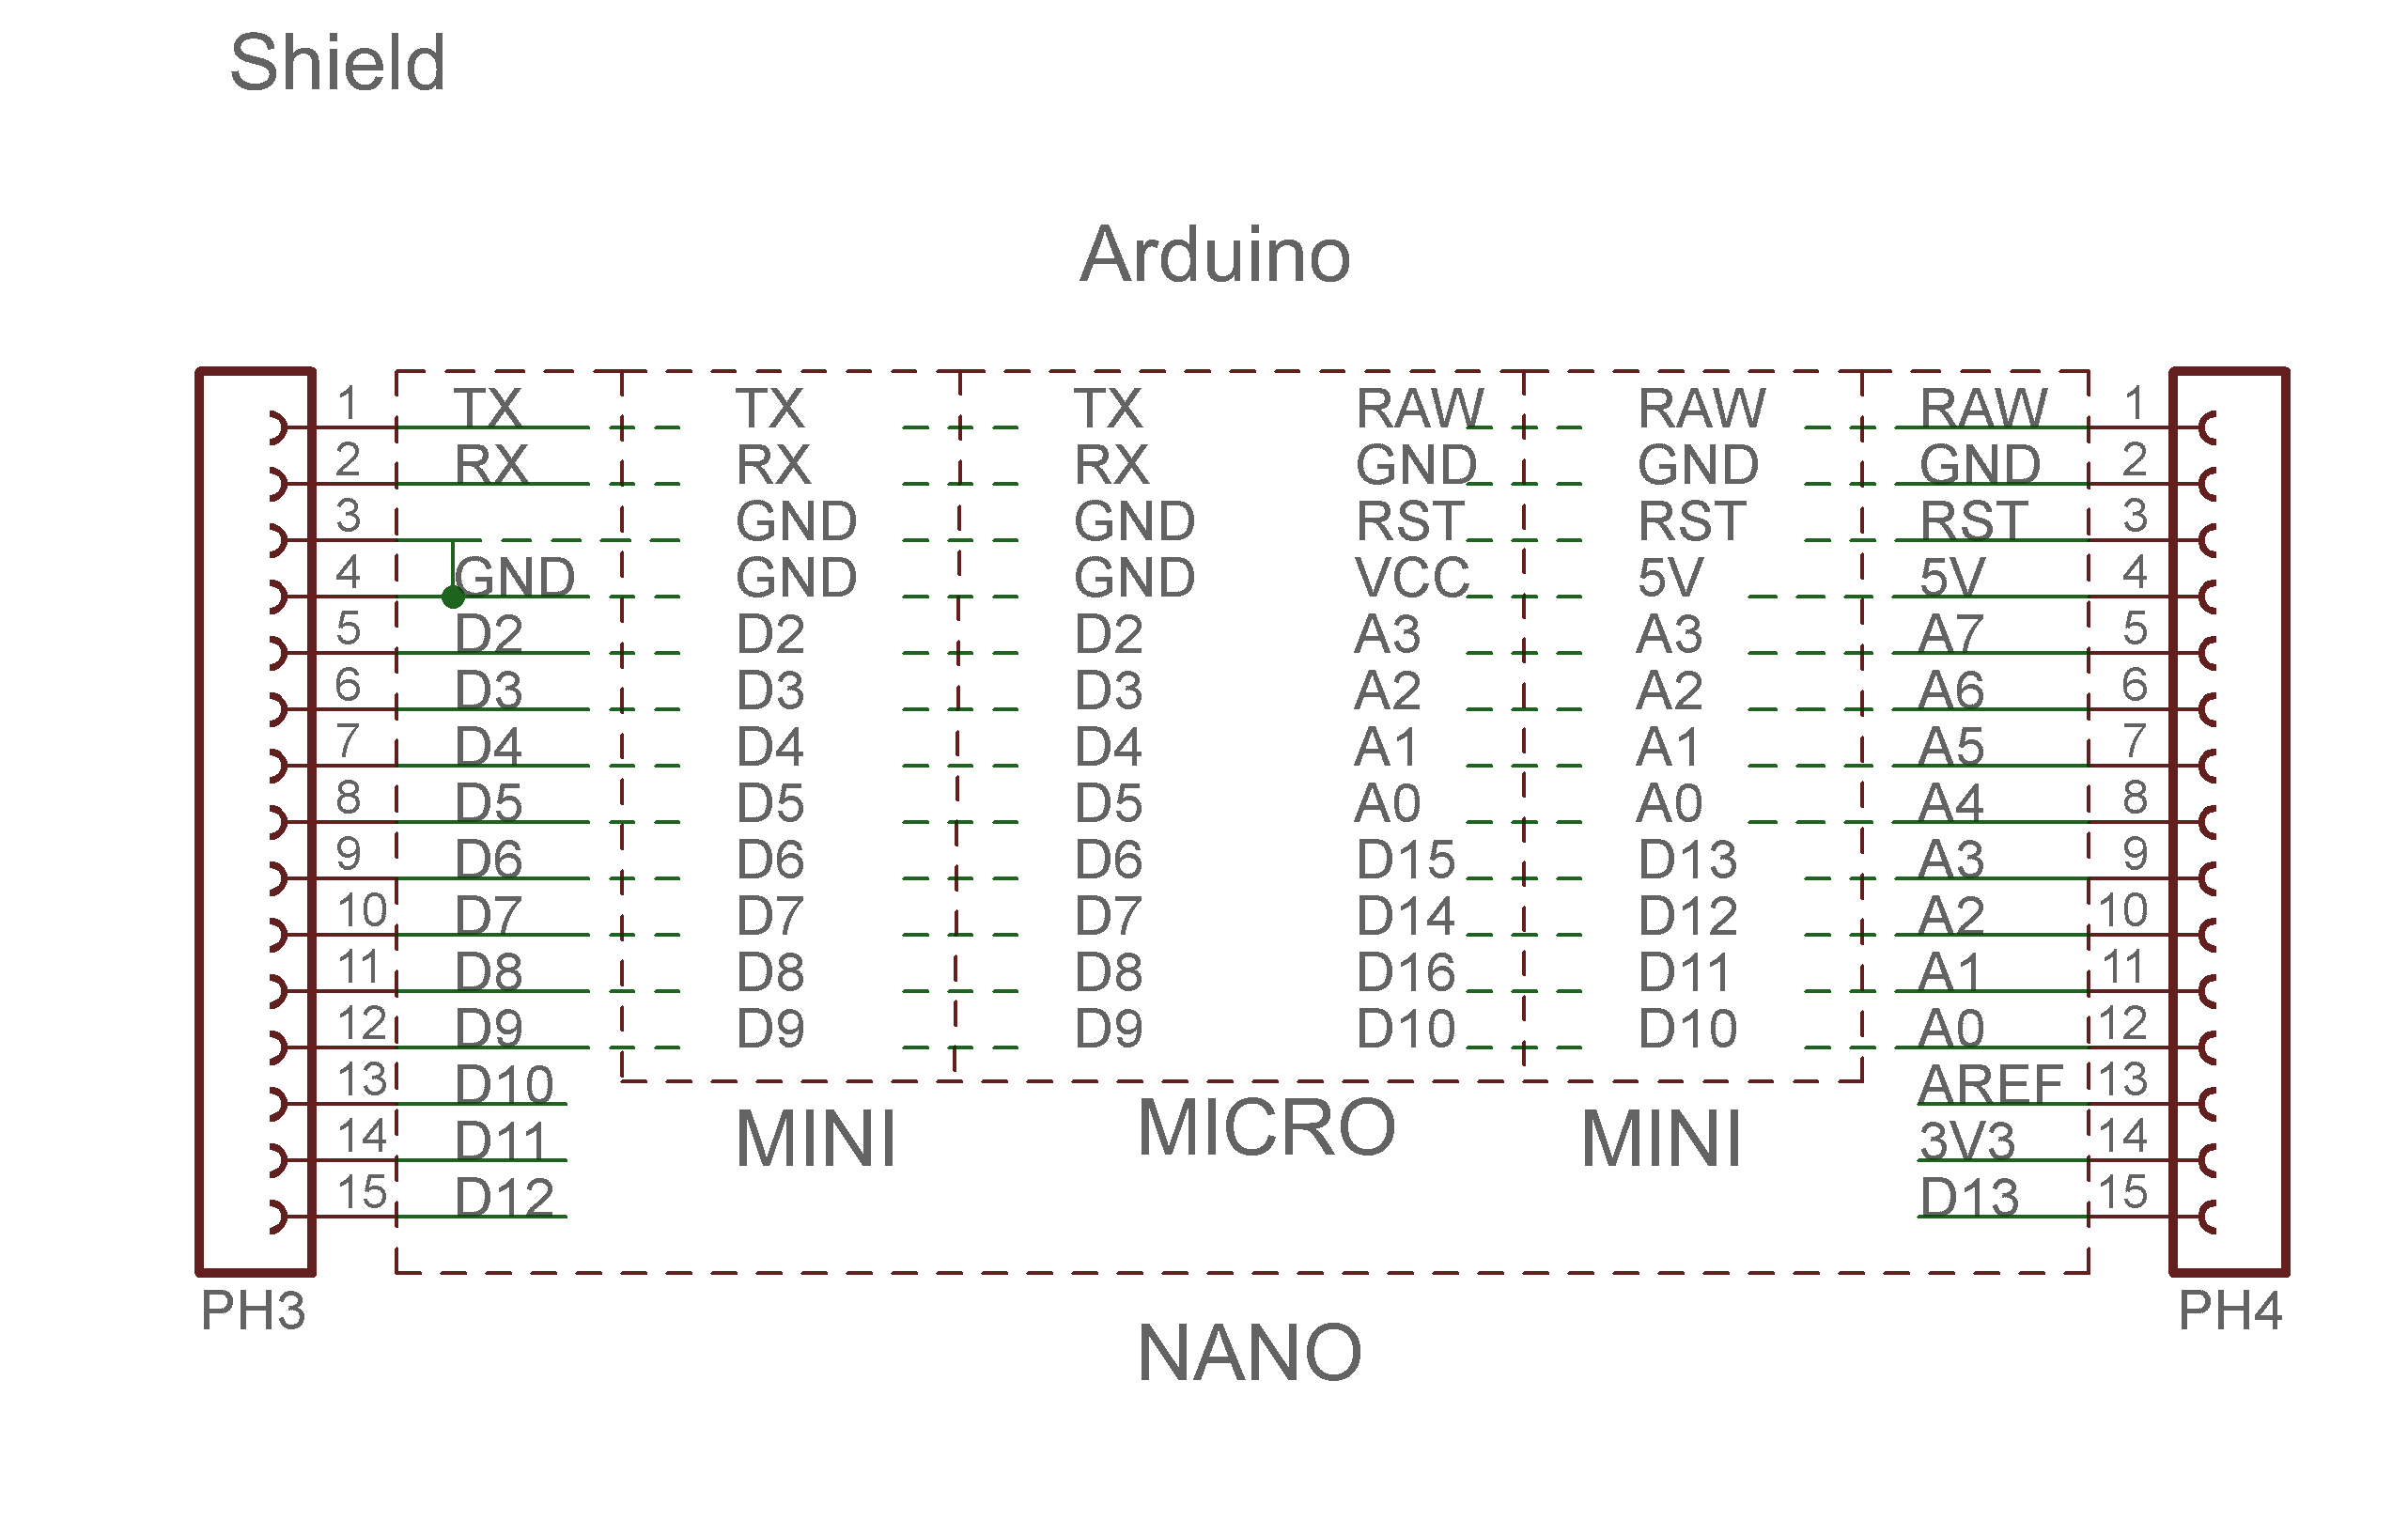 Shield
Arduino
1 TX TX TX RAW RAW RAW 1
2 RX RX RX GND GND GND 2
3 GND GND RST RST RST 3
4 GND GND GND VCC 5V 5V 4
5 D2 D2 D2 A3 A3 A7 5
6 D3 D3 D3 A2 A2 A6 6
7 D4 D4 D4 A1 A1 A5 7
8 D5 D5 D5 A0 A0 A4 8
9 D6 D6 D6 D15 D13 A3 9
10 D7 D7 D7 D14 D12 A2 10
11 D8 D8 D8 D16 D11 A1 11
12 D9 D9 D9 D10 D10 A0 12
13 D10 AREF 13
14 D11 3V3 14
15 D12 D13 15
MINI MICRO MINI
PH3 PH4
NANO